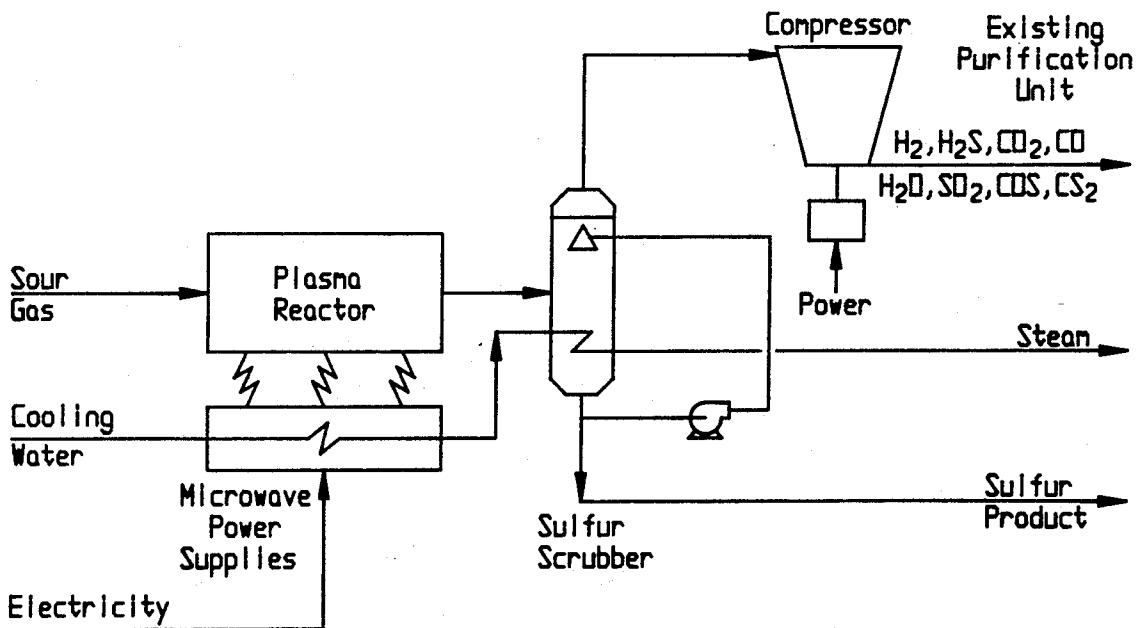 Compressor
Existing
Purification
Unit
H₂,H₂S,CO₂,CO
H₂O,SO₂,COS,CS₂
Sour
Gas
Plasma
Reactor
Power
Steam
Cooling
Water
Microwave
Power
Supplies
Sulfur
Scrubber
Sulfur
Product
Electricity